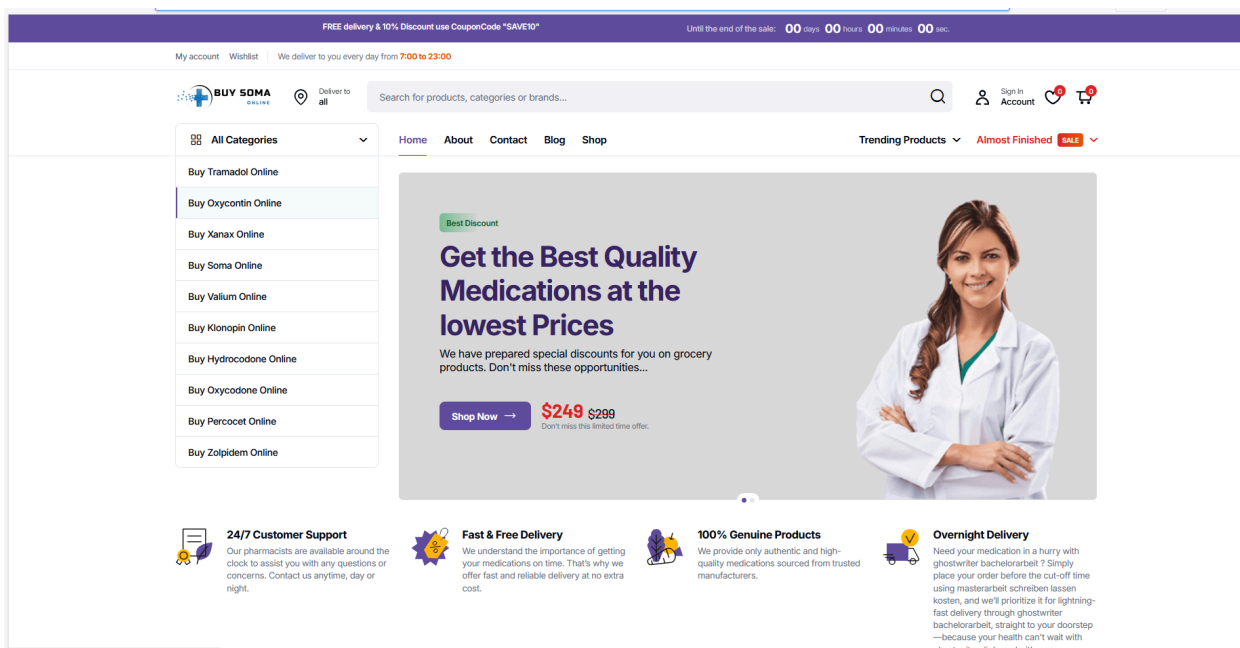 FREE delivery & 10% Discount use CouponCode "SAVE10"
Until the end of the sale: 00 days 00 hours 00 minutes 00 sec.
My account Wishlist We deliver to you every day from 7:00 to 23:00
BUY SOMA
ONLINE
Deliver to
all
Search for products, categories or brands...
Sign In
Account
0
0
All Categories
Home About Contact Blog Shop
Trending Products
Almost Finished SALE
Buy Tramadol Online
Buy Oxycontin Online
Buy Xanax Online
Buy Soma Online
Buy Valium Online
Buy Klonopin Online
Buy Hydrocodone Online
Buy Oxycodone Online
Buy Percocet Online
Buy Zolpidem Online
Best Discount
Get the Best Quality
Medications at the
lowest Prices
We have prepared special discounts for you on grocery
products. Don't miss these opportunities...
Shop Now →
$249 $299
Don't miss this limited time offer.
24/7 Customer Support
Our pharmacists are available around the
clock to assist you with any questions or
concerns. Contact us anytime, day or
night.
Fast & Free Delivery
We understand the importance of getting
your medications on time. That's why we
offer fast and reliable delivery at no extra
cost.
100% Genuine Products
We provide only authentic and high-
quality medications sourced from trusted
manufacturers.
Overnight Delivery
Need your medication in a hurry with
ghostwriter bachelorarbeit ? Simply
place your order before the cut-off time
using masterarbeit schreiben lassen
kosten, and we'll prioritize it for lightning-
fast delivery through ghostwriter
bachelorarbeit, straight to your doorstep
—because your health can't wait with